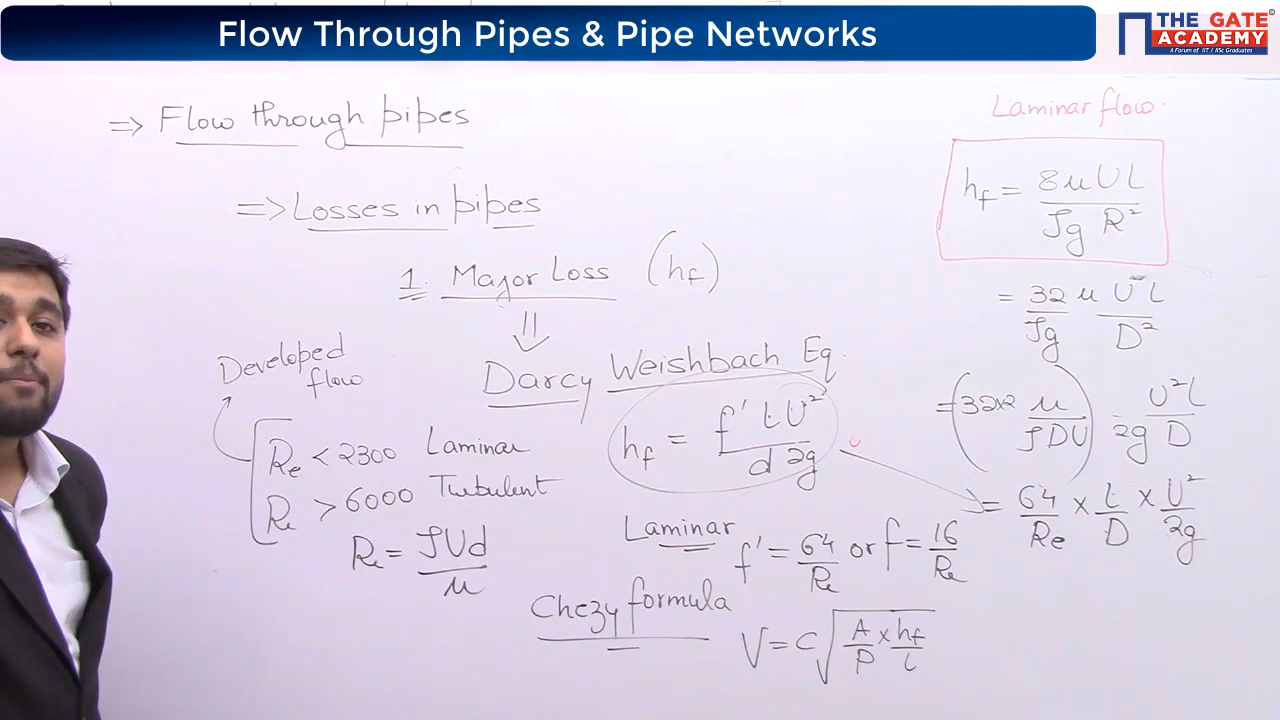 Flow Through Pipes & Pipe Networks
THE GATE ACADEMY
A Forum of IIT / IISc Graduates
⇒ Flow through pipes
⇒ Losses in pipes
1. Major Loss (hf)
⇓
Darcy Weishbach Eq.
hf = f' L U² / d 2g
Developed flow
Re < 2300 Laminar
Re > 6000 Turbulent
Re = ρUd / μ
Laminar f' = 64/Re or f = 16/Re
Chezy formula V = C √(A/P × hf/L)
Laminar flow.
hf = 8μUL / ρg R²
= 32/ρg μ UL / D²
= (32×2 μ/ρDU) U²L / 2g D
= 64/Re × L/D × U²/2g